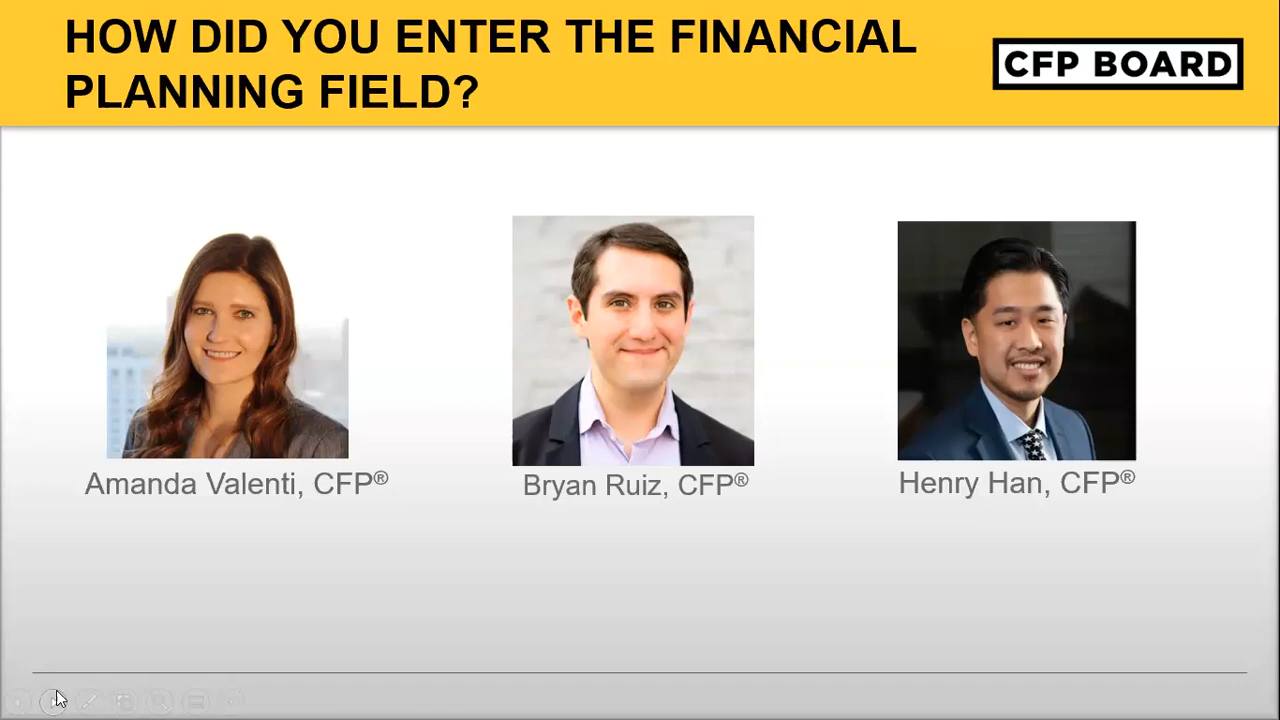 HOW DID YOU ENTER THE FINANCIAL
PLANNING FIELD?
CFP BOARD
Amanda Valenti, CFP®
Bryan Ruiz, CFP®
Henry Han, CFP®